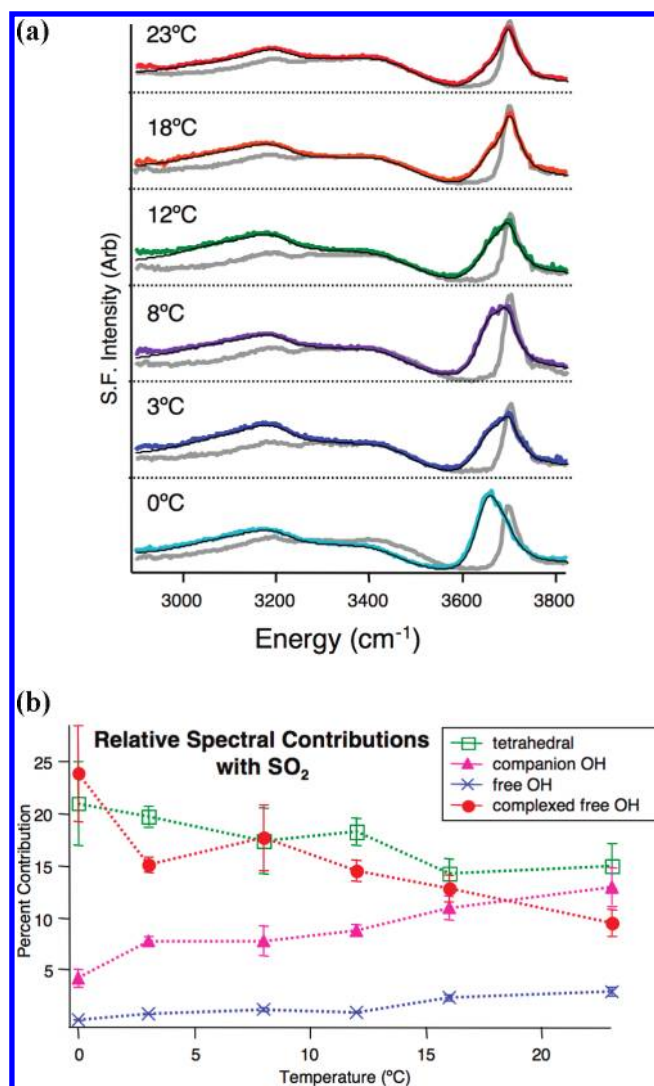 (a)
23ºC
18ºC
12ºC
8ºC
3ºC
0ºC
S.F. Intensity (Arb)
3000 3200 3400 3600 3800
Energy (cm-1)
(b)
Relative Spectral Contributions
with SO2
tetrahedral
companion OH
free OH
complexed free OH
25
20
15
10
5
Percent Contribution
0 5 10 15 20
Temperature (ºC)